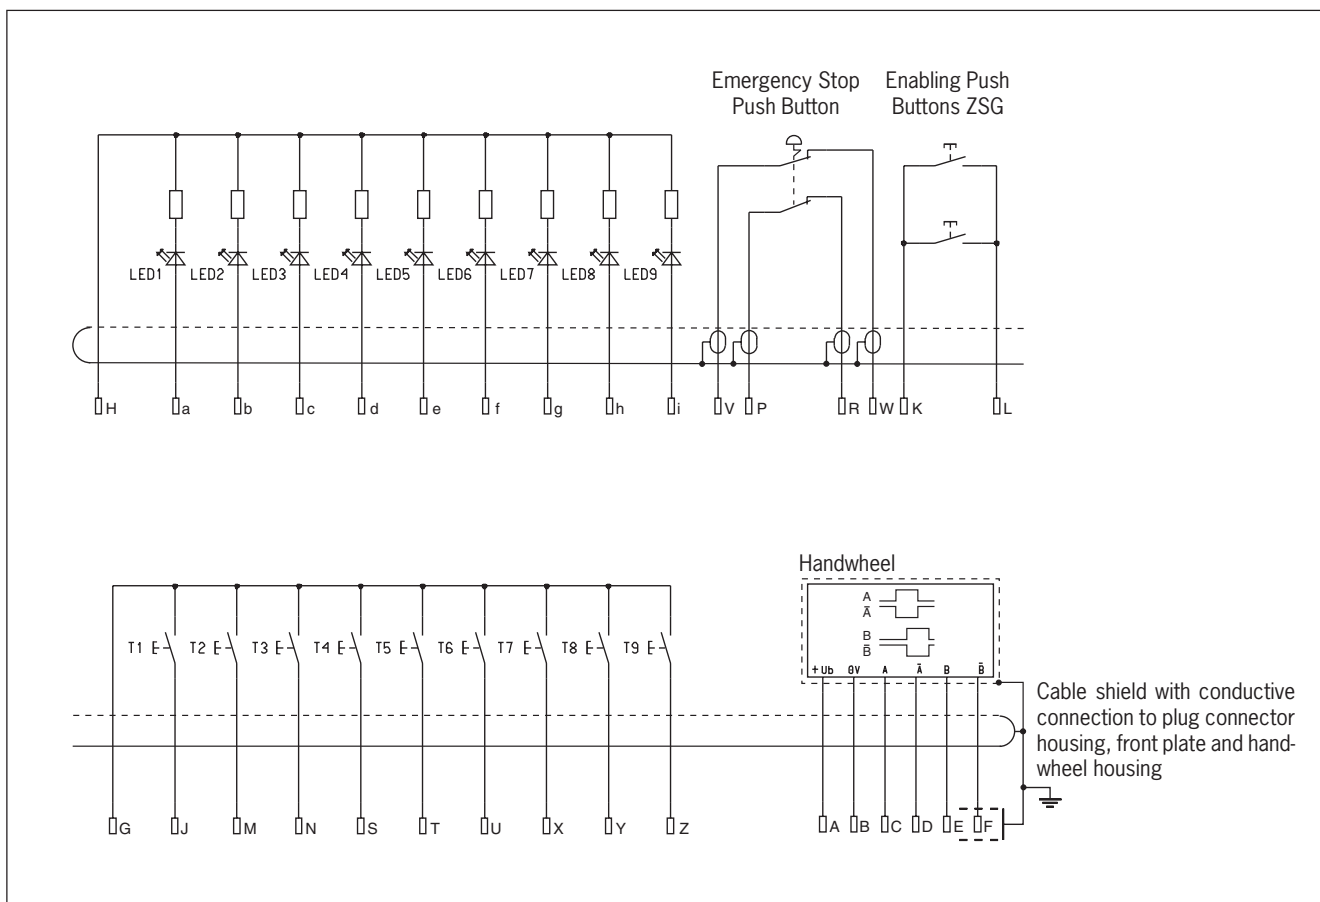 Emergency Stop
Push Button
Enabling Push
Buttons ZSG
LED1 LED2 LED3 LED4 LED5 LED6 LED7 LED8 LED9
H a b c d e f g h i V P R W K L
Handwheel
A
A̅
B
B̅
T1 T2 T3 T4 T5 T6 T7 T8 T9
+Ub 0V A A̅ B B̅
Cable shield with conductive
connection to plug connector
housing, front plate and hand-
wheel housing
G J M N S T U X Y Z A B C D E F